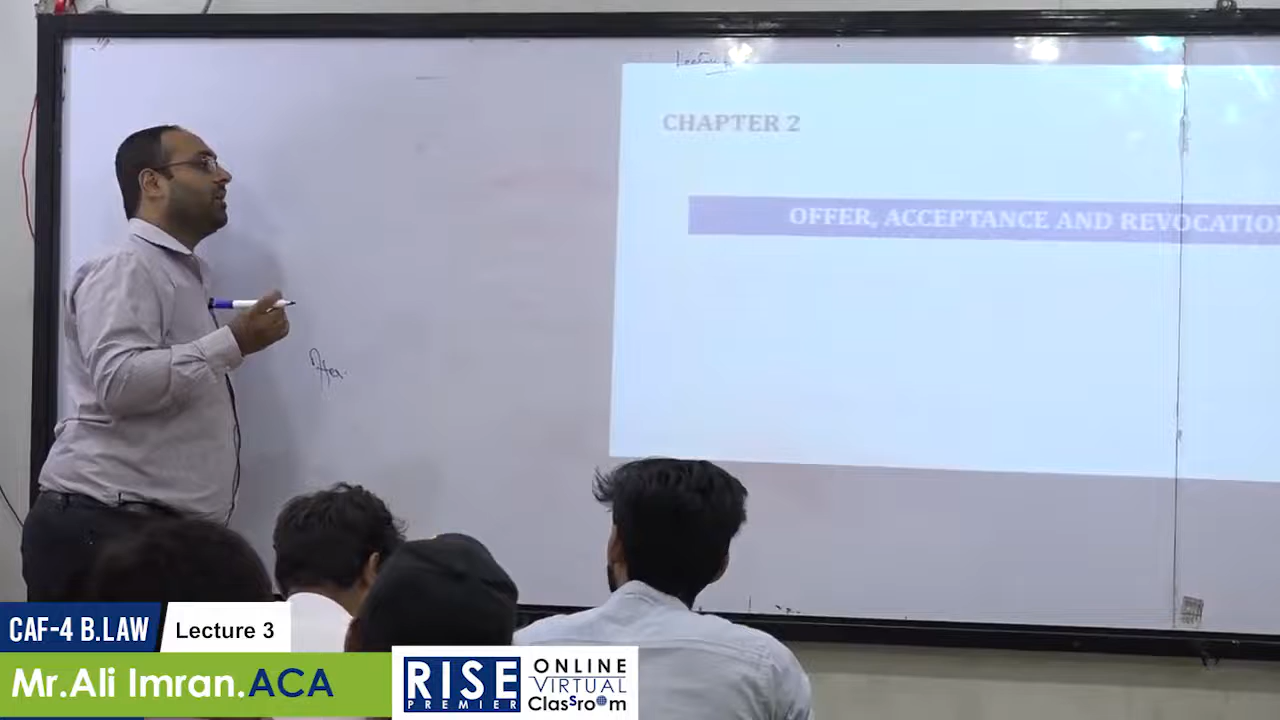 Lecture
CHAPTER 2
OFFER, ACCEPTANCE AND REVOCATION
CAF-4 B.LAW
Lecture 3
Mr.Ali Imran.ACA
RISE
PREMIER
ONLINE
VIRTUAL
Classroom